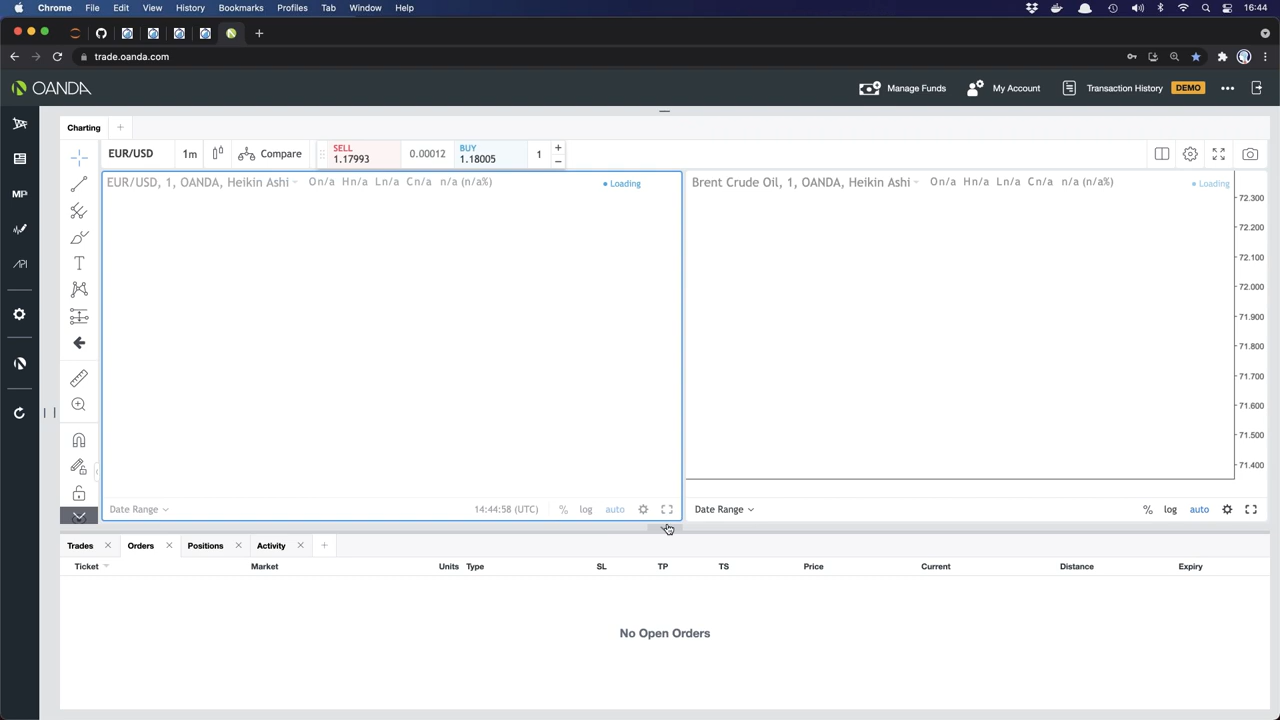 Chrome File Edit View History Bookmarks Profiles Tab Window Help 16:44
trade.oanda.com
OANDA Manage Funds My Account Transaction History DEMO
Charting
EUR/USD 1m Compare SELL 1.17993 0.00012 BUY 1.18005 1
EUR/USD, 1, OANDA, Heikin Ashi On/a Hn/a Ln/a Cn/a n/a (n/a%) Loading
Brent Crude Oil, 1, OANDA, Heikin Ashi On/a Hn/a Ln/a Cn/a n/a (n/a%) Loading
MP
API
72.300
72.200
72.100
72.000
71.900
71.800
71.700
71.600
71.500
71.400
Date Range 14:44:58 (UTC) % log auto
Date Range % log auto
Trades Orders Positions Activity
Ticket Market Units Type SL TP TS Price Current Distance Expiry
No Open Orders